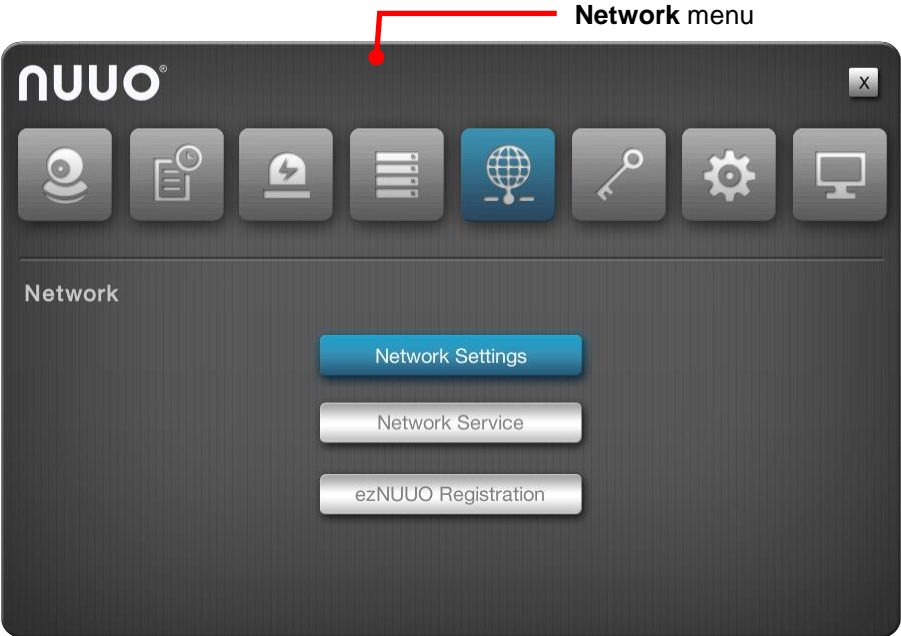 Network menu
nuuo®
X
Network
Network Settings
Network Service
ezNUUO Registration